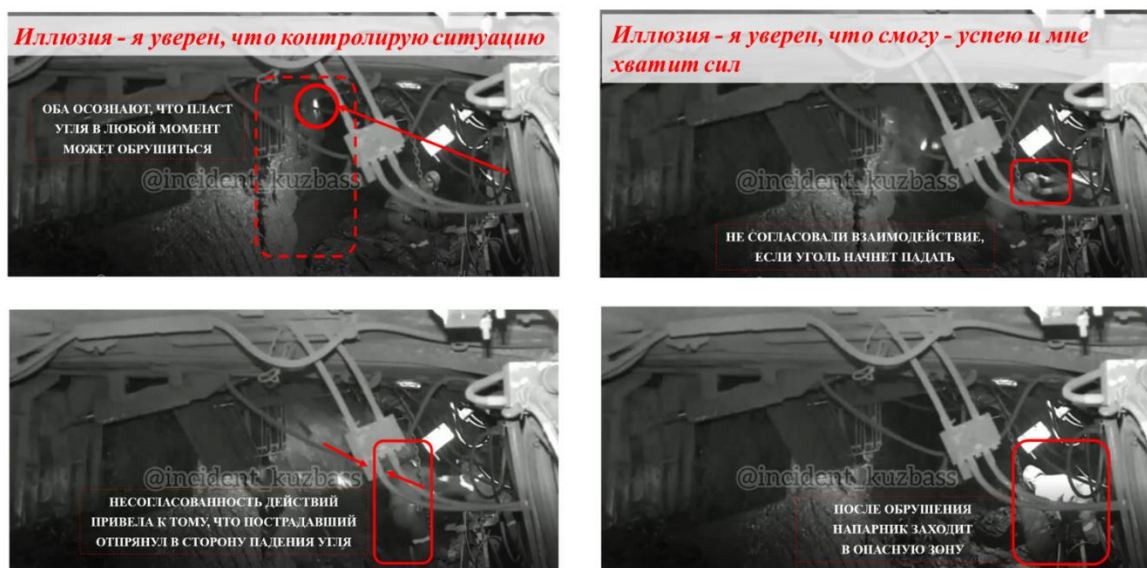 Иллюзия - я уверен, что контролирую ситуацию
ОБА ОСОЗНАЮТ, ЧТО ПЛАСТ
УГЛЯ В ЛЮБОЙ МОМЕНТ
МОЖЕТ ОБРУШИТЬСЯ
@incident_kuzbass
Иллюзия - я уверен, что смогу - успею и мне
хватит сил
@incident_kuzbass
НЕ СОГЛАСОВАЛИ ВЗАИМОДЕЙСТВИЕ,
ЕСЛИ УГОЛЬ НАЧНЕТ ПАДАТЬ
@incident_kuzbass
НЕСОГЛАСОВАННОСТЬ ДЕЙСТВИЙ
ПРИВЕЛА К ТОМУ, ЧТО ПОСТРАДАВШИЙ
ОТПРЯНУЛ В СТОРОНУ ПАДЕНИЯ УГЛЯ
@incident_kuzbass
ПОСЛЕ ОБРУШЕНИЯ
НАПАРНИК ЗАХОДИТ
В ОПАСНУЮ ЗОНУ